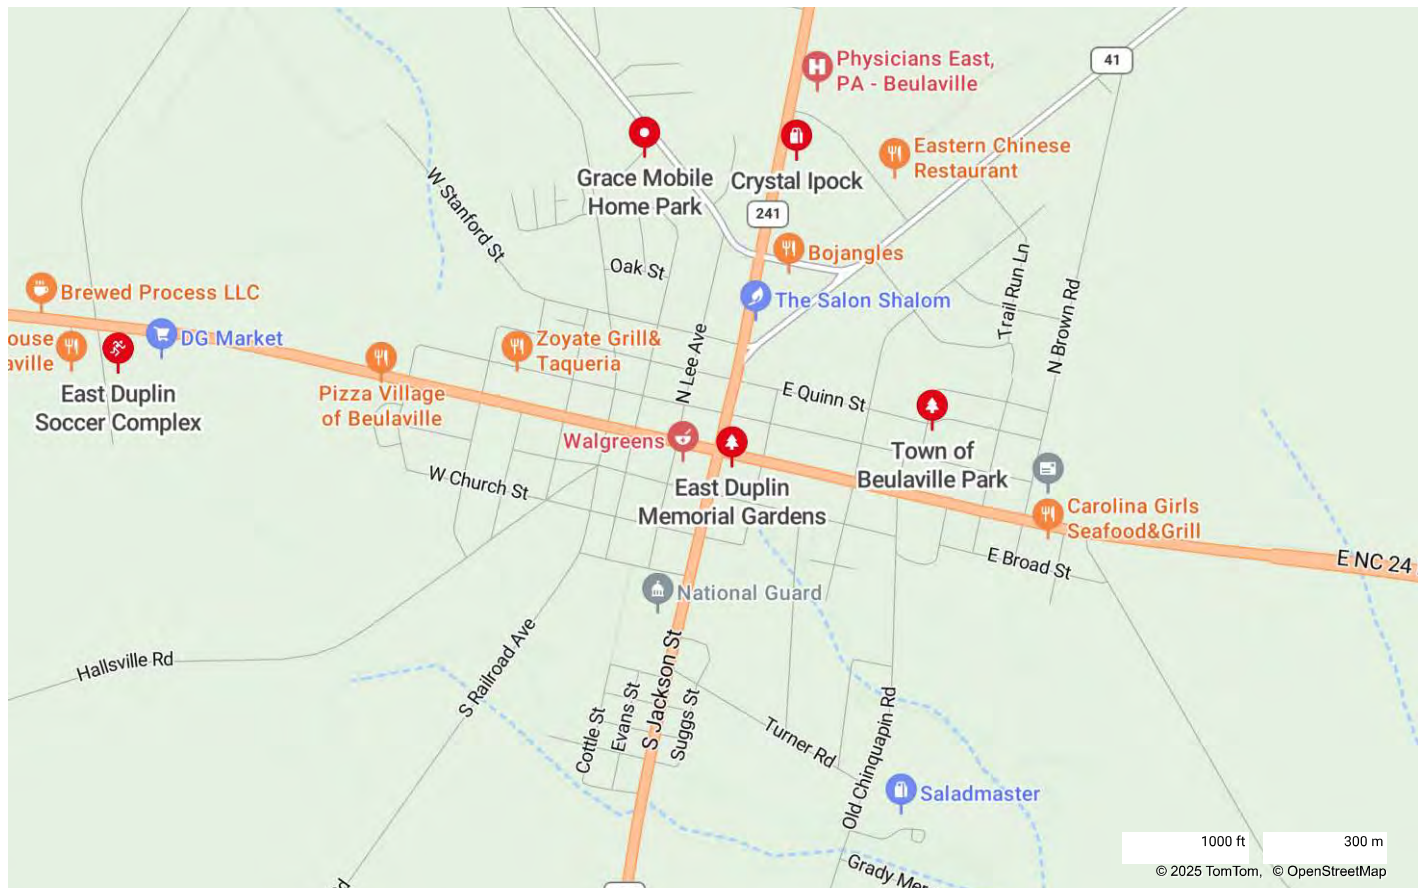 Physicians East,
PA - Beulaville
41
Eastern Chinese
Restaurant
Grace Mobile
Home Park
Crystal Ipock
W Stanford St
241
Bojangles
Oak St
Trail Run Ln
N Brown Rd
Brewed Process LLC
The Salon Shalom
ouse
aville
DG Market
Zoyate Grill&
Taqueria
N Lee Ave
East Duplin
Soccer Complex
Pizza Village
of Beulaville
E Quinn St
Walgreens
Town of
Beulaville Park
W Church St
East Duplin
Memorial Gardens
Carolina Girls
Seafood&Grill
E Broad St
E NC 24
National Guard
Hallsville Rd
S Railroad Ave
S Jackson St
Cottle St
Evans St
Suggs St
Turner Rd
Old Chinquapin Rd
Saladmaster
Grady Mer
1000 ft
300 m
© 2025 TomTom, © OpenStreetMap